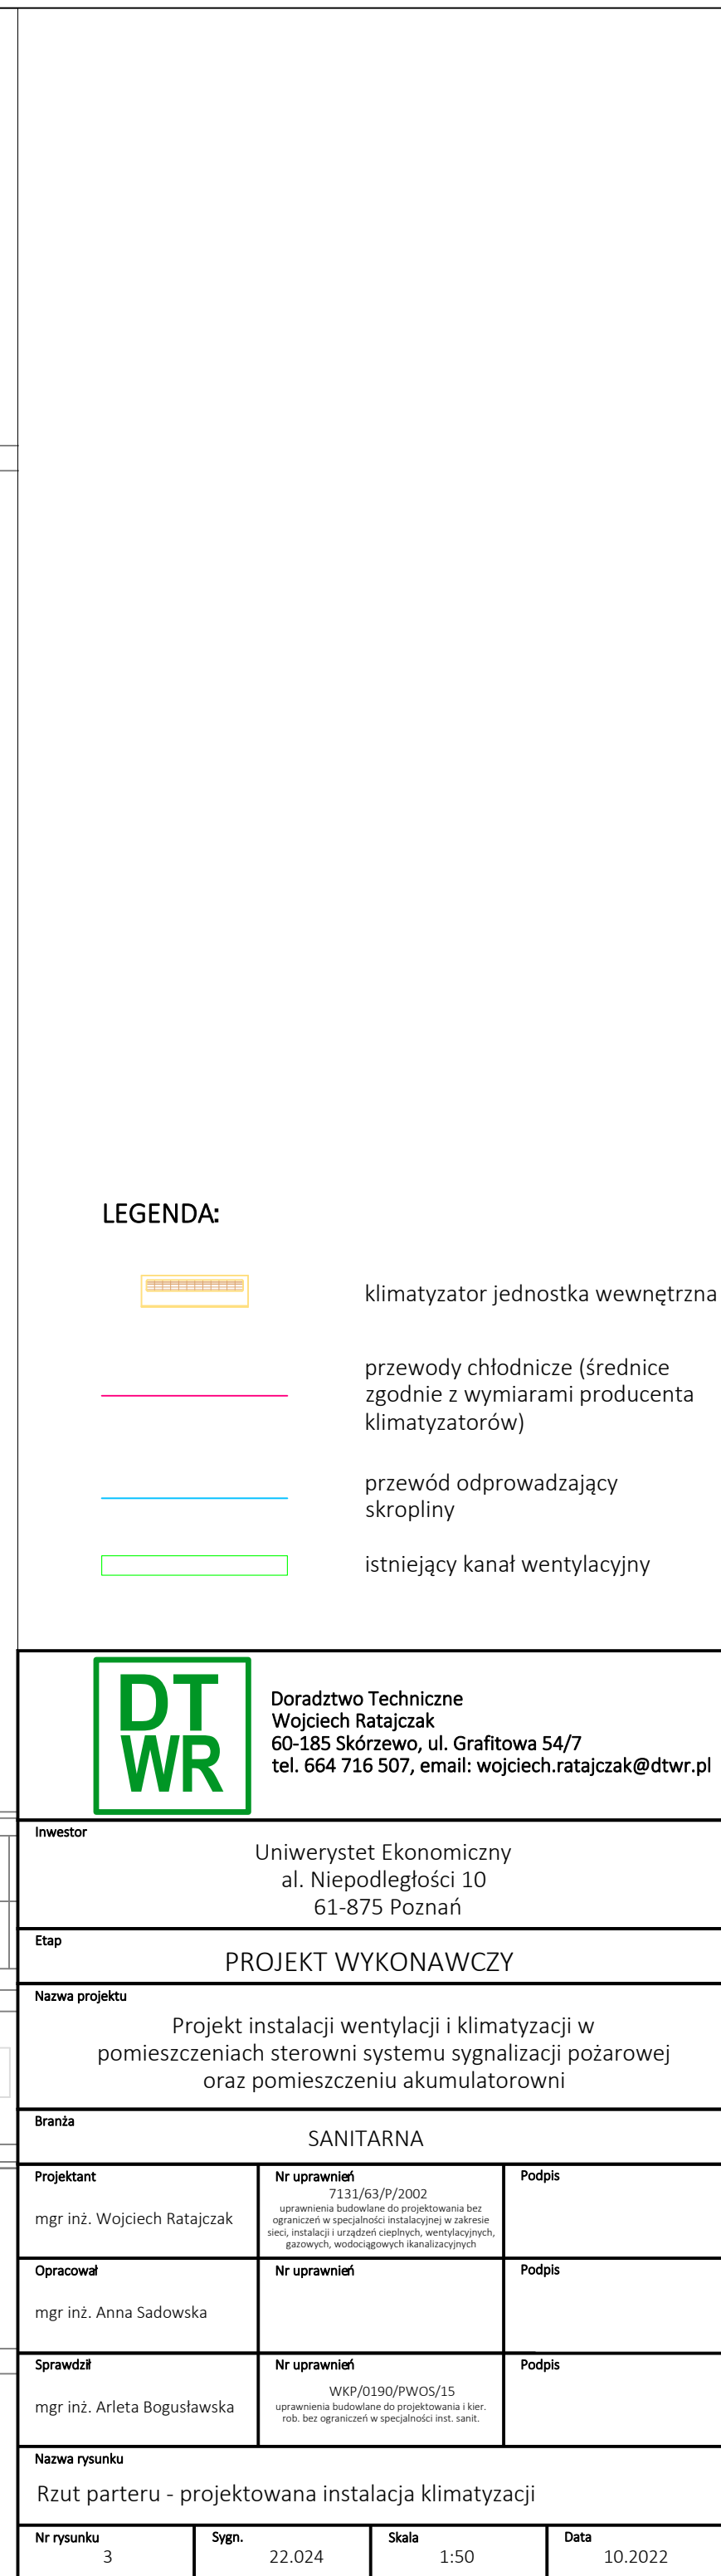 LEGENDA:
klimatyzator jednostka wewnętrzna
przewody chłodnicze (średnice
zgodnie z wymiarami producenta
klimatyzatorów)
przewód odprowadzający
skropliny
istniejący kanał wentylacyjny
DT
WR
Doradztwo Techniczne
Wojciech Ratajczak
60-185 Skórzewo, ul. Grafitowa 54/7
tel. 664 716 507, email: wojciech.ratajczak@dtwr.pl
Inwestor
Uniwerystet Ekonomiczny
al. Niepodległości 10
61-875 Poznań
Etap
PROJEKT WYKONAWCZY
Nazwa projektu
Projekt instalacji wentylacji i klimatyzacji w
pomieszczeniach sterowni systemu sygnalizacji pożarowej
oraz pomieszczeniu akumulatorowni
Branża
SANITARNA
Projektant
mgr inż. Wojciech Ratajczak
Nr uprawnień
7131/63/P/2002
uprawnienia budowlane do projektowania bez
ograniczeń w specjalności instalacyjnej w zakresie
sieci, instalacji i urządzeń cieplnych, wentylacyjnych,
gazowych, wodociągowych ikanalizacyjnych
Podpis
Opracował
mgr inż. Anna Sadowska
Nr uprawnień
Podpis
Sprawdził
mgr inż. Arleta Bogusławska
Nr uprawnień
WKP/0190/PWOS/15
uprawnienia budowlane do projektowania i kier.
rob. bez ograniczeń w specjalności inst. sanit.
Podpis
Nazwa rysunku
Rzut parteru - projektowana instalacja klimatyzacji
Nr rysunku
3
Sygn.
22.024
Skala
1:50
Data
10.2022